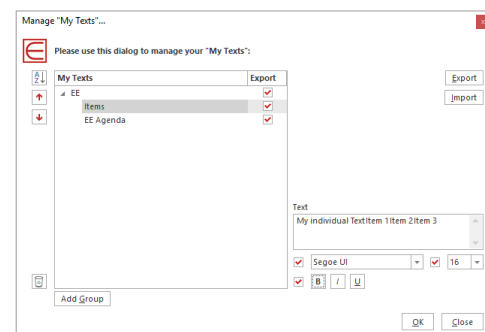 Manage "My Texts"...
x
Please use this dialog to manage your "My Texts":
A
Z
My Texts Export
Export
EE
Import
Items
EE Agenda
Text
My individual TextItem 1Item 2Item 3
Segoe UI 16
B I U
Add Group
OK Close